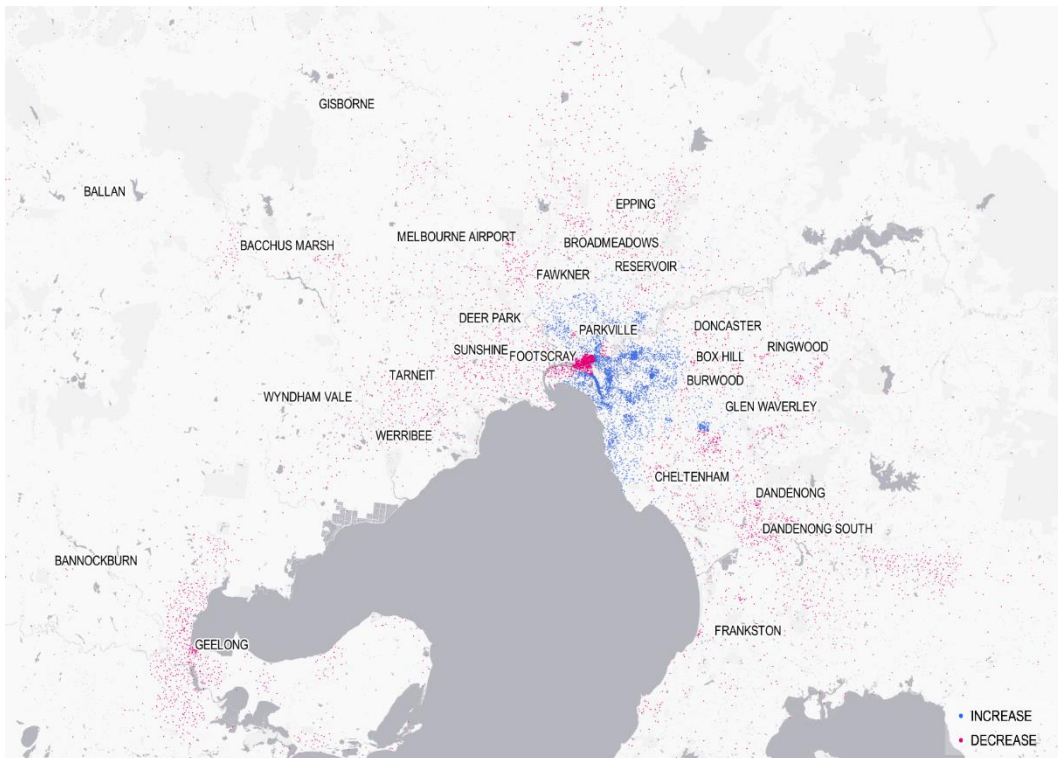 GISBORNE
BALLAN
EPPING
MELBOURNE AIRPORT
BACCHUS MARSH
BROADMEADOWS
RESERVOIR
FAWKNER
DEER PARK
PARKVILLE
DONCASTER
SUNSHINE
FOOTSCRAY
BOX HILL
RINGWOOD
TARNEIT
BURWOOD
WYNDHAM VALE
GLEN WAVERLEY
WERRIBEE
CHELTENHAM
DANDENONG
DANDENONG SOUTH
BANNOCKBURN
FRANKSTON
GEELONG
INCREASE
DECREASE